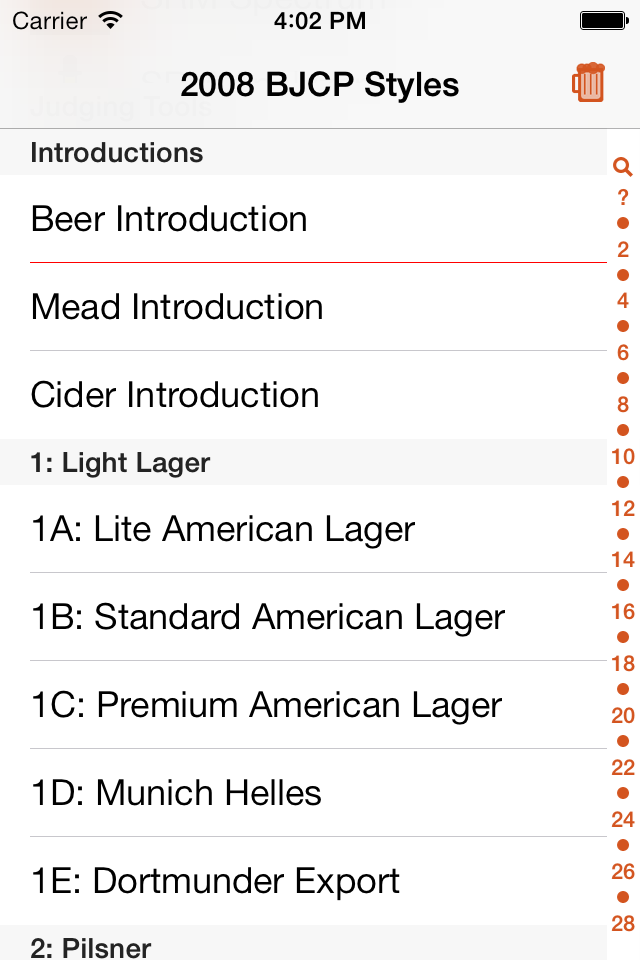 Carrier 4:02 PM
Judging Tools
2008 BJCP Styles
Introductions
Beer Introduction
Mead Introduction
Cider Introduction
1: Light Lager
1A: Lite American Lager
1B: Standard American Lager
1C: Premium American Lager
1D: Munich Helles
1E: Dortmunder Export
2: Pilsner
?
2
4
6
8
10
12
14
16
18
20
22
24
26
28